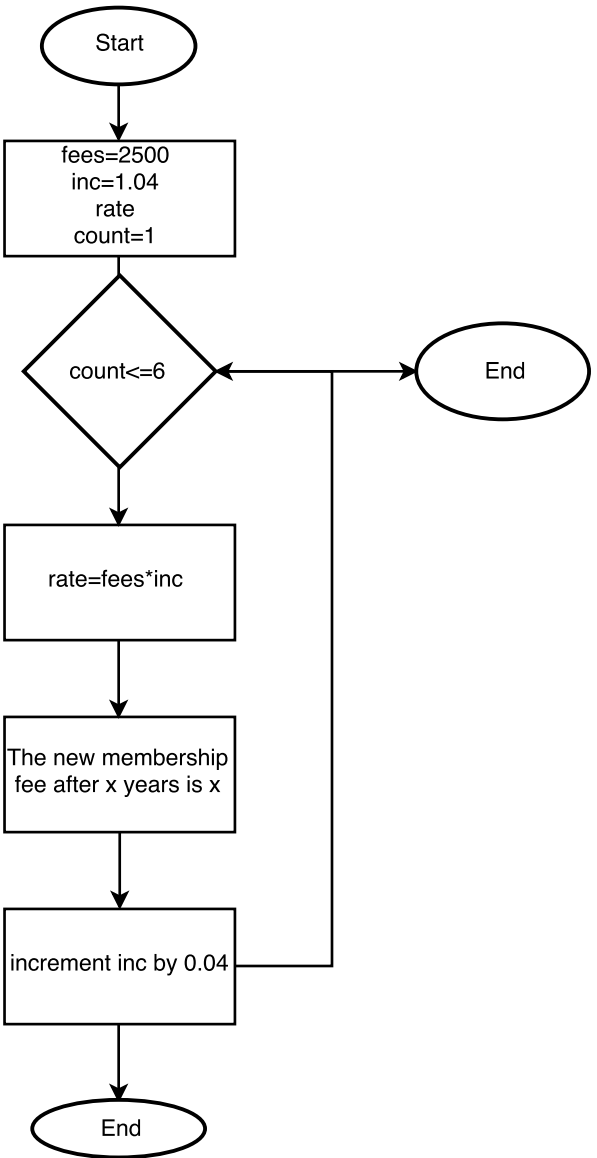 Start
fees=2500
inc=1.04
rate
count=1
count<=6
End
rate=fees*inc
The new membership
fee after x years is x
increment inc by 0.04
End